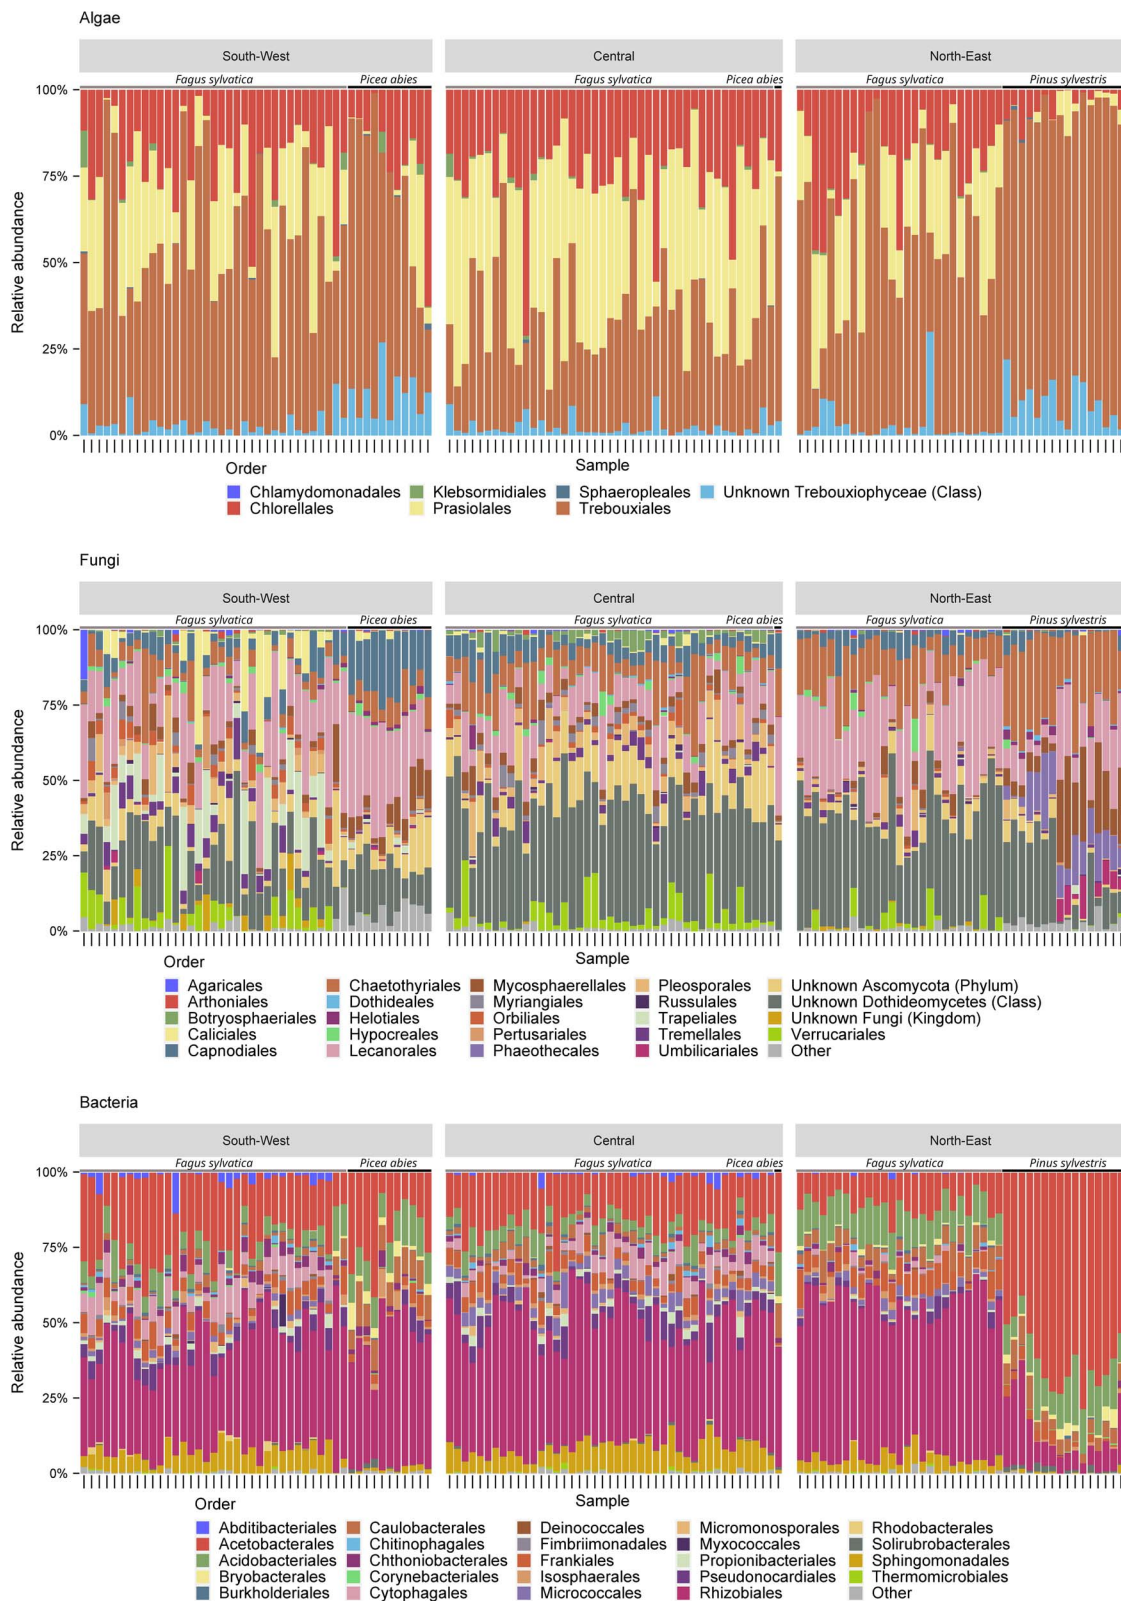 Algae
South-West Central North-East
Fagus sylvatica Picea abies Fagus sylvatica Picea abies Fagus sylvatica Pinus sylvestris
100%
75%
50%
25%
0%
Relative abundance
Sample
Order
Chlamydomonadales Klebsormidiales Sphaeropleales Unknown Trebouxiophyceae (Class)
Chlorellales Prasiolales Trebouxiales
Fungi
South-West Central North-East
Fagus sylvatica Picea abies Fagus sylvatica Picea abies Fagus sylvatica Pinus sylvestris
100%
75%
50%
25%
0%
Relative abundance
Sample
Order
Agaricales Chaetothyriales Mycosphaerellales Pleosporales Unknown Ascomycota (Phylum)
Arthoniales Dothideales Myriangiales Russulales Unknown Dothideomycetes (Class)
Botryosphaeriales Helotiales Orbiliales Trapeliales Unknown Fungi (Kingdom)
Caliciales Hypocreales Pertusariales Tremellales Verrucariales
Capnodiales Lecanorales Phaeothecales Umbilicariales Other
Bacteria
South-West Central North-East
Fagus sylvatica Picea abies Fagus sylvatica Picea abies Fagus sylvatica Pinus sylvestris
100%
75%
50%
25%
0%
Relative abundance
Sample
Order
Abditibacteriales Caulobacterales Deinococcales Micromonosporales Rhodobacterales
Acetobacterales Chitinophagales Fimbriimonadales Myxococcales Solirubrobacterales
Acidobacteriales Chthoniobacterales Frankiales Propionibacteriales Sphingomonadales
Bryobacterales Corynebacteriales Isosphaerales Pseudonocardiales Thermomicrobiales
Burkholderiales Cytophagales Micrococcales Rhizobiales Other